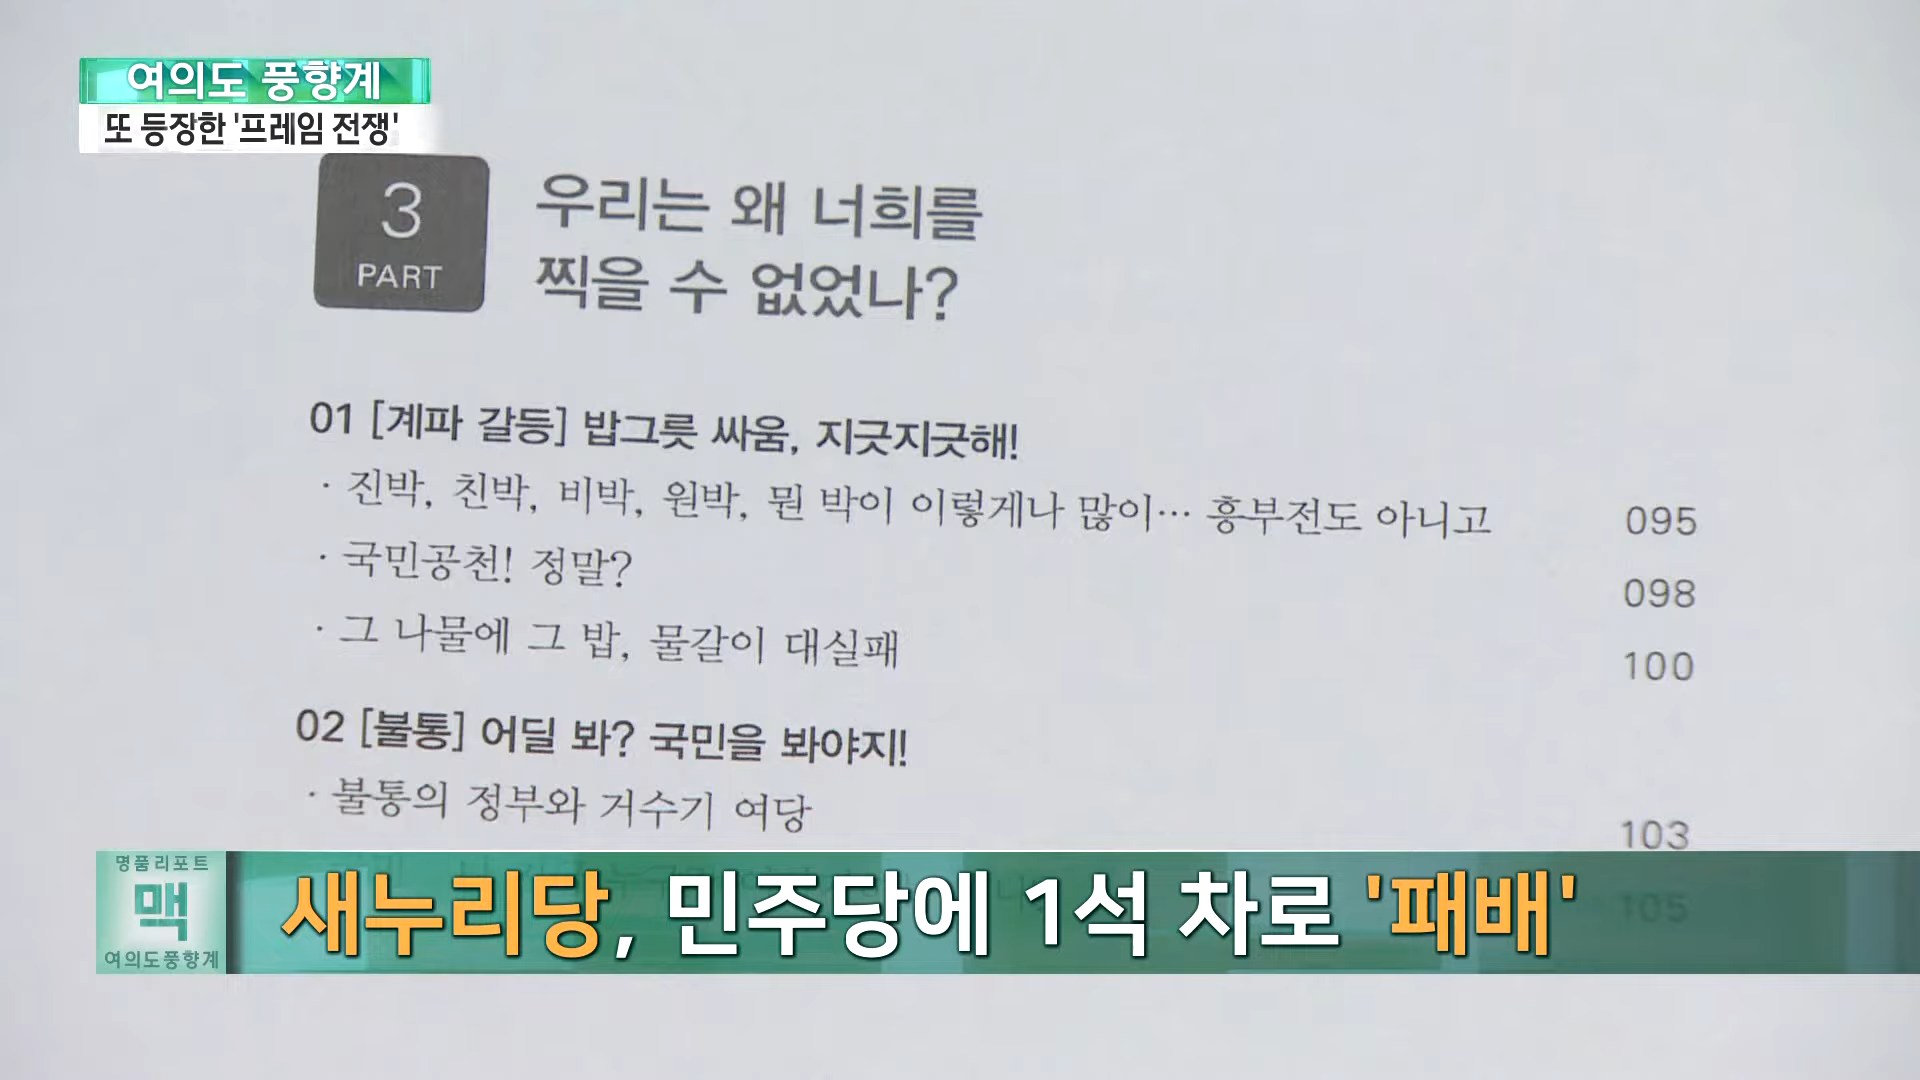 여의도 풍향계
또 등장한 '프레임 전쟁'
3
PART
우리는 왜 너희를
찍을 수 없었나?
01 [계파 갈등] 밥그릇 싸움, 지긋지긋해!
· 진박, 친박, 비박, 원박, 뭔 박이 이렇게나 많이… 흥부전도 아니고 095
· 국민공천! 정말? 098
· 그 나물에 그 밥, 물갈이 대실패 100
02 [불통] 어딜 봐? 국민을 봐야지!
· 불통의 정부와 거수기 여당 103
105
명품리포트
맥
여의도풍향계
새누리당, 민주당에 1석 차로 '패배'